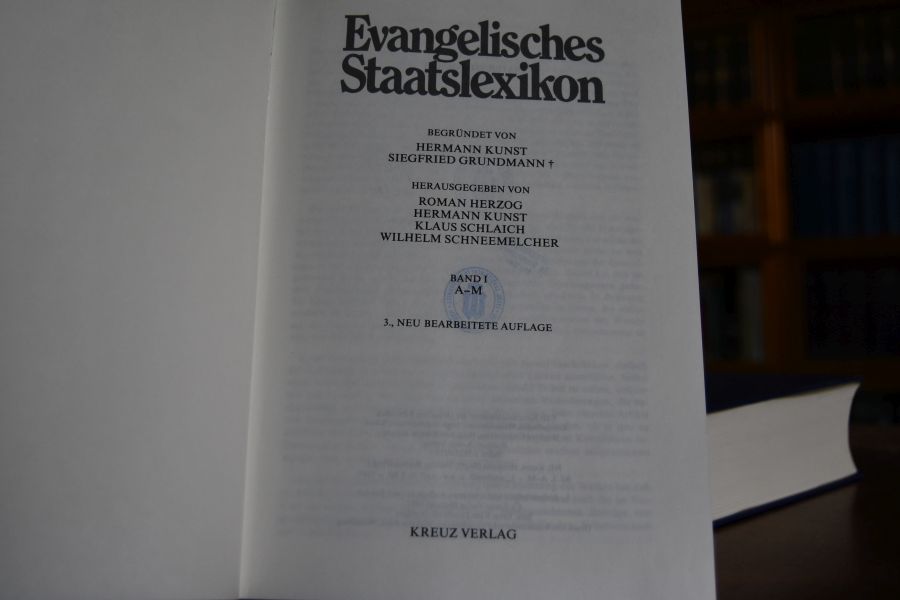 Evangelisches
Staatslexikon
BEGRÜNDET VON
HERMANN KUNST
SIEGFRIED GRUNDMANN †
HERAUSGEGEBEN VON
ROMAN HERZOG
HERMANN KUNST
KLAUS SCHLAICH
WILHELM SCHNEEMELCHER
BAND I
A–M
3., NEU BEARBEITETE AUFLAGE
KREUZ VERLAG